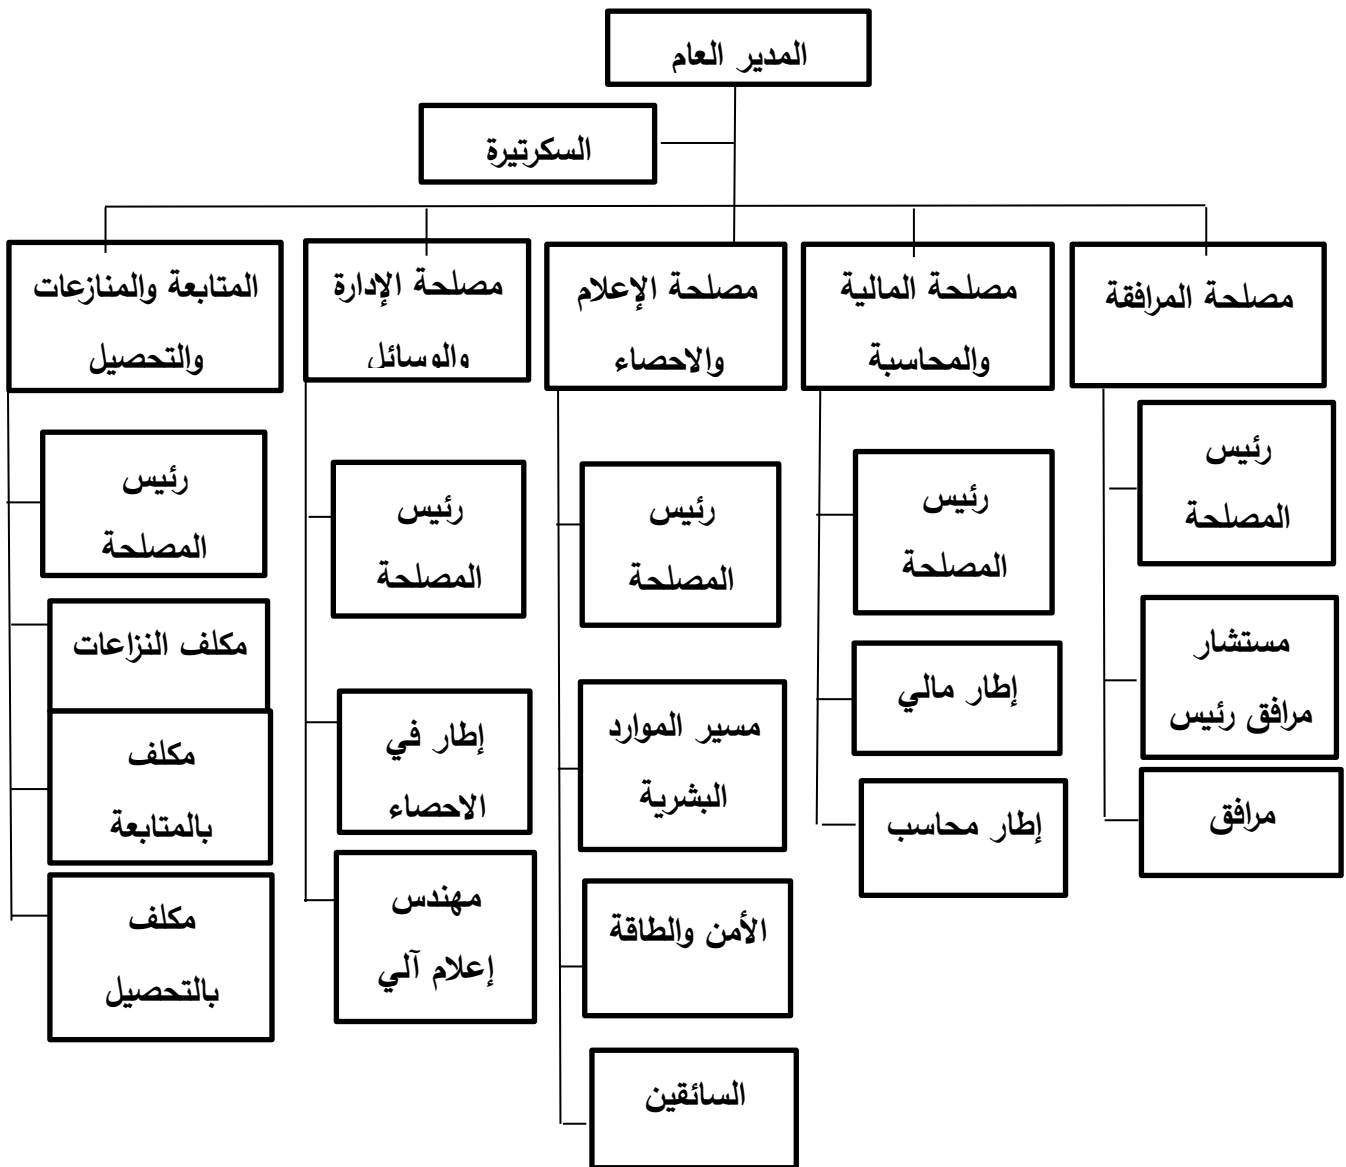 المدير العام
السكرتيرة
مصلحة المرافقة
مصلحة المالية
والمحاسبة
مصلحة الإعلام
والاحصاء
مصلحة الإدارة
والوسائل
المتابعة والمنازعات
والتحصيل
رئيس
المصلحة
مستشار
مرافق رئيس
مرافق
رئيس
المصلحة
إطار مالي
إطار محاسب
رئيس
المصلحة
مسير الموارد
البشرية
الأمن والطاقة
السائقين
رئيس
المصلحة
إطار في
الاحصاء
مهندس
إعلام آلي
رئيس
المصلحة
مكلف النزاعات
مكلف
بالمتابعة
مكلف
بالتحصيل